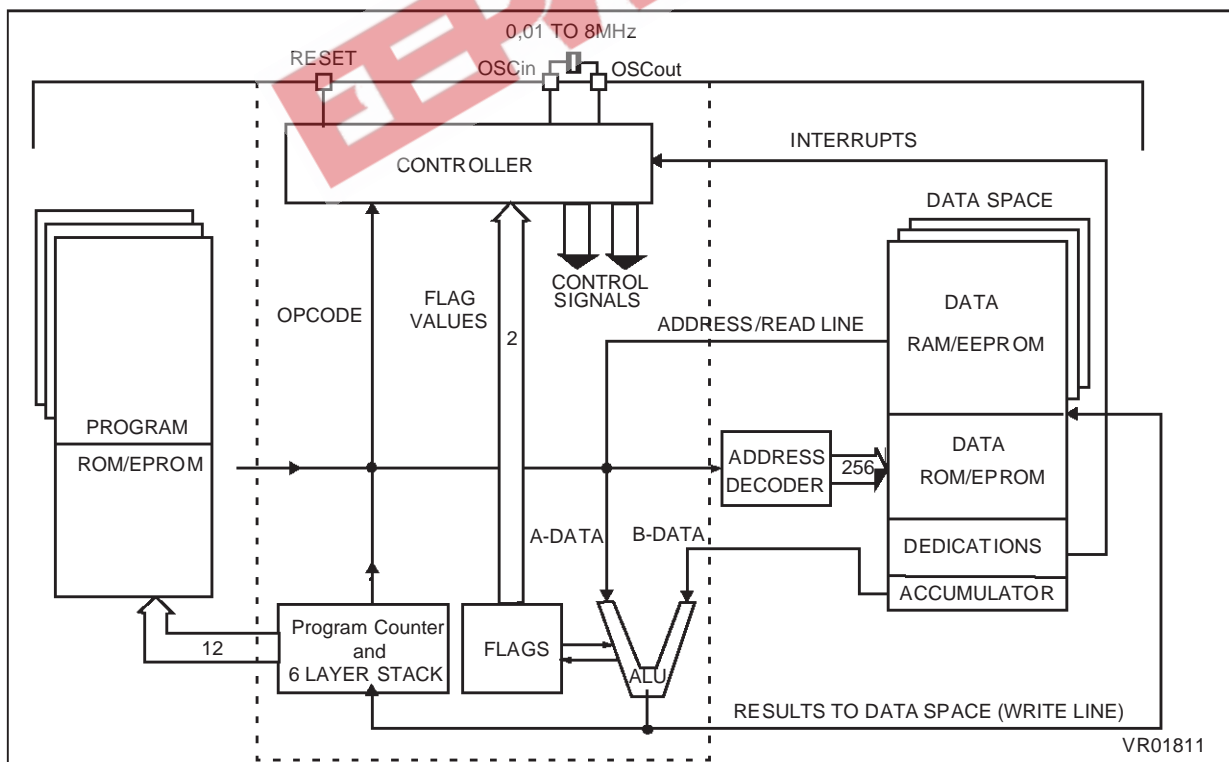 0,01 TO 8MHz
RESET
OSCin
OSCout
CONTROLLER
INTERRUPTS
DATA SPACE
OPCODE
FLAG
VALUES
2
CONTROL
SIGNALS
ADDRESS/READ LINE
DATA
RAM/EEPROM
PROGRAM
ROM/EPROM
ADDRESS
DECODER
256
DATA
ROM/EPROM
A-DATA
B-DATA
DEDICATIONS
ACCUMULATOR
12
Program Counter
and
6 LAYER STACK
FLAGS
ALU
RESULTS TO DATA SPACE (WRITE LINE)
VR01811